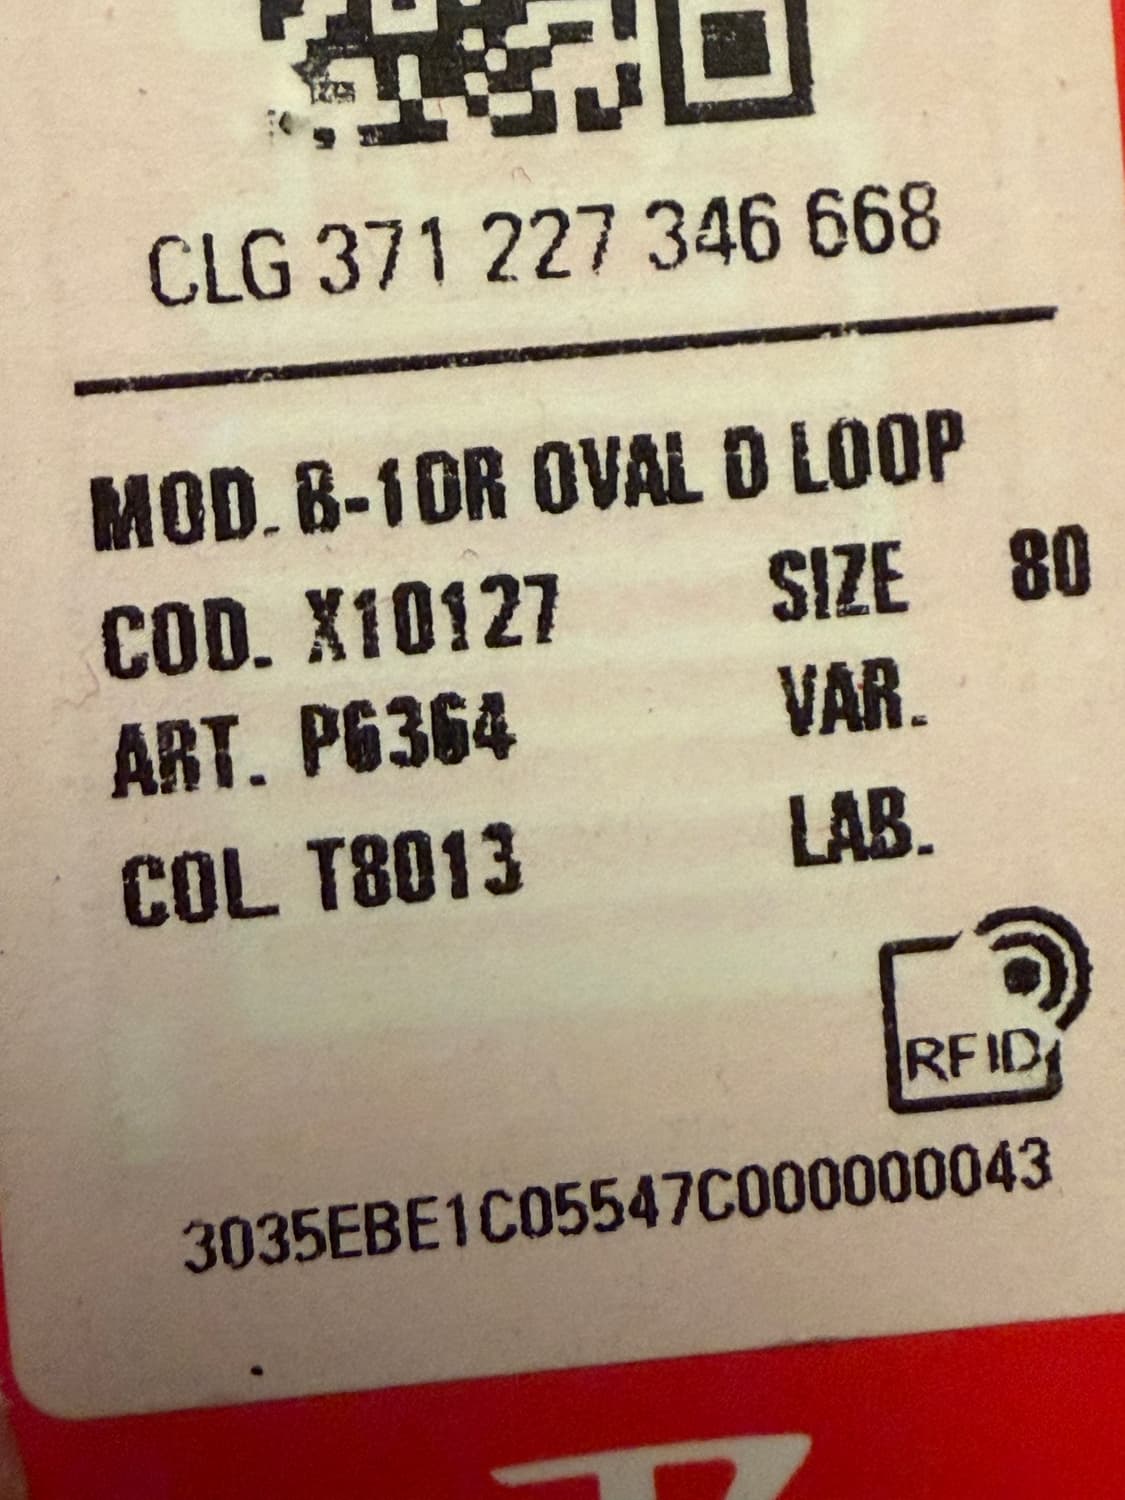 CLG 371 227 346 668
MOD. B-1DR OVAL D LOOP
COD. X10127 SIZE 80
ART. P6364 VAR.
COL T8013 LAB.
RFID
3035EBE1C05547C000000043